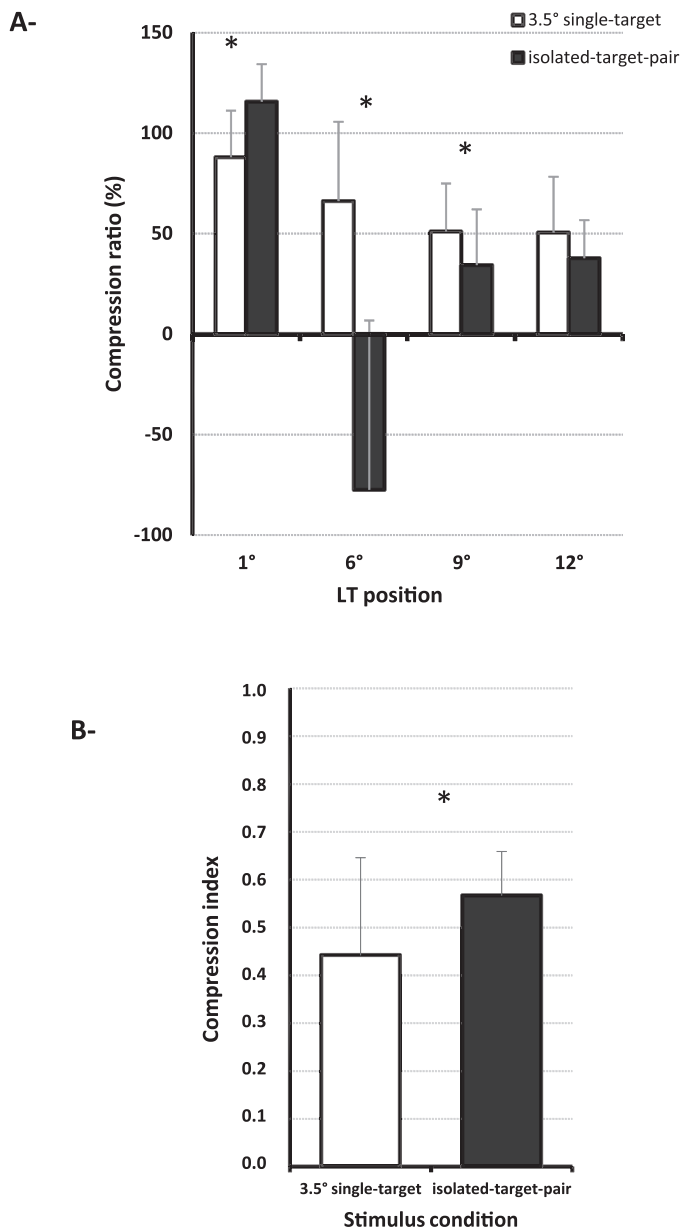 A-
3.5° single-target
isolated-target-pair
*
*
*
150
100
50
0
-50
-100
Compression ratio (%)
1° 6° 9° 12°
LT position
B-
*
1.0
0.9
0.8
0.7
0.6
0.5
0.4
0.3
0.2
0.1
0.0
Compression index
3.5° single-target isolated-target-pair
Stimulus condition